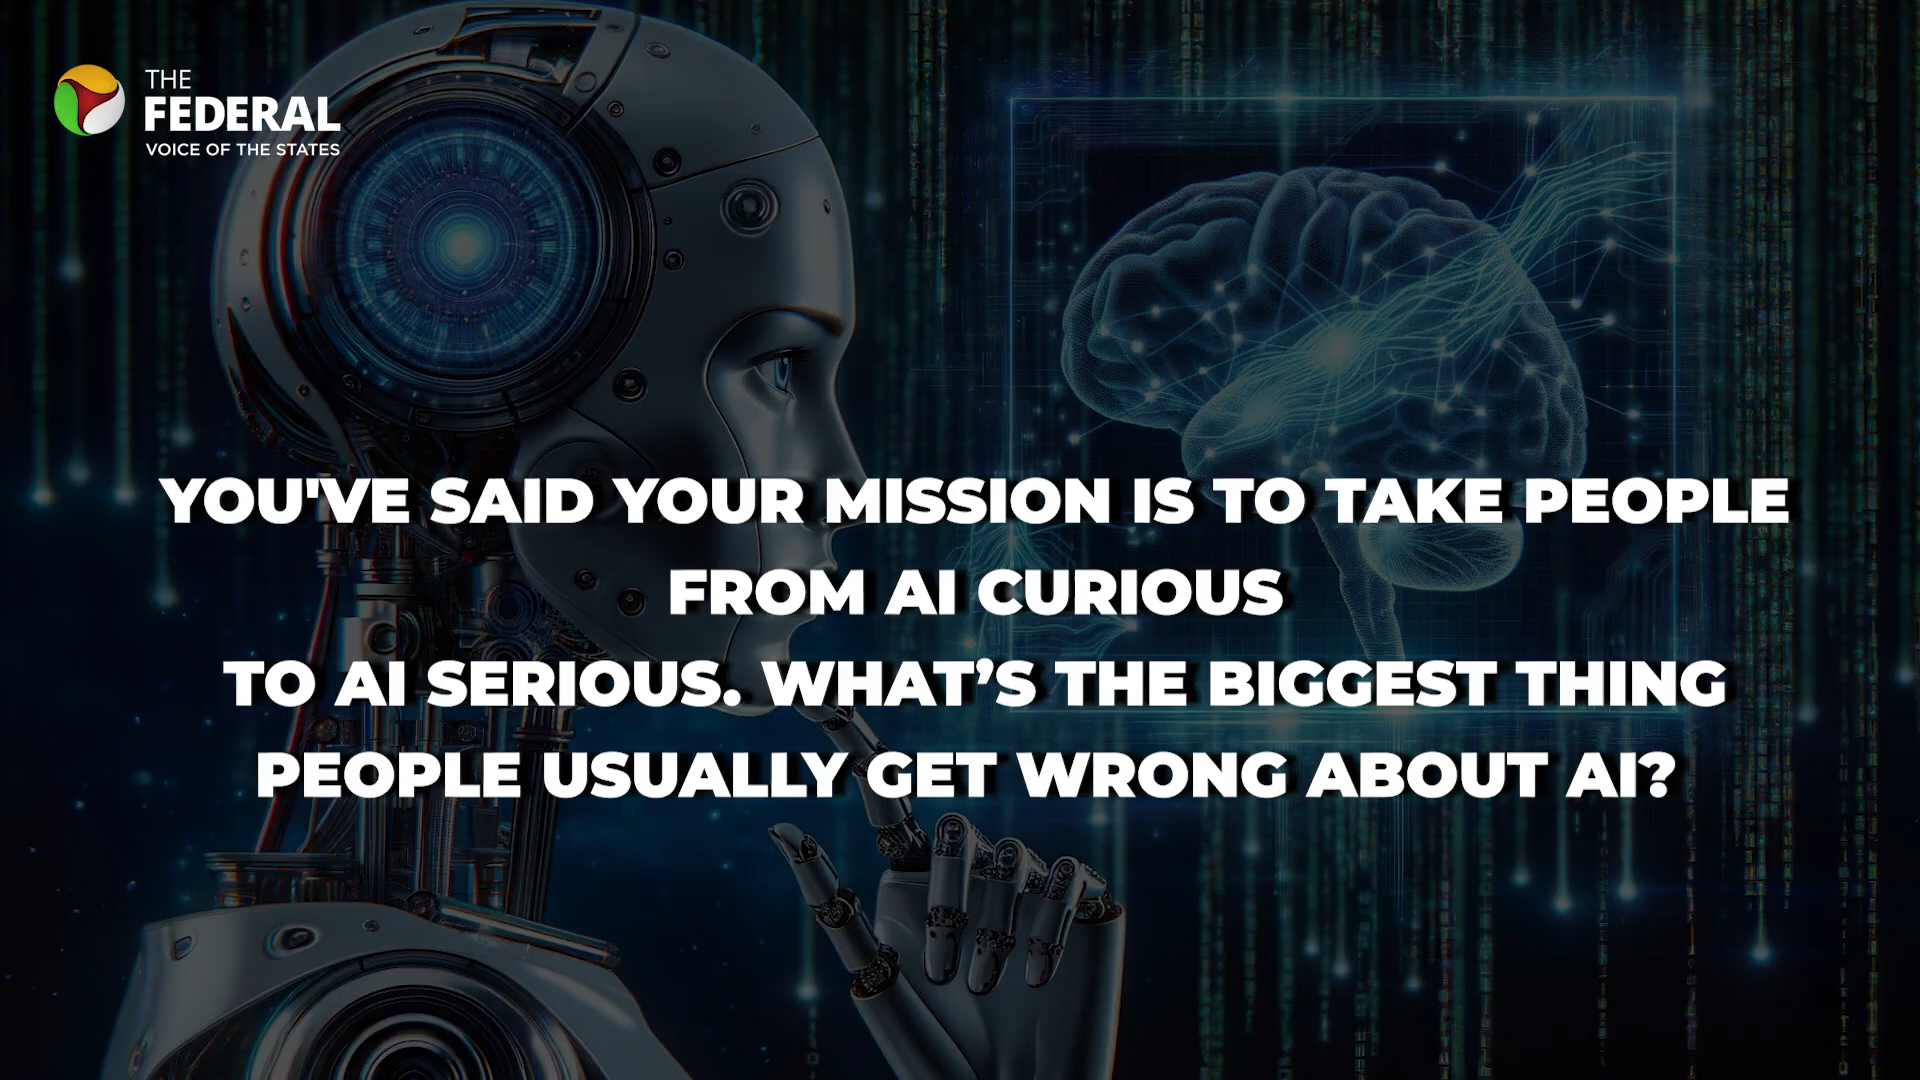 THE
FEDERAL
VOICE OF THE STATES
YOU'VE SAID YOUR MISSION IS TO TAKE PEOPLE
FROM AI CURIOUS
TO AI SERIOUS. WHAT’S THE BIGGEST THING
PEOPLE USUALLY GET WRONG ABOUT AI?